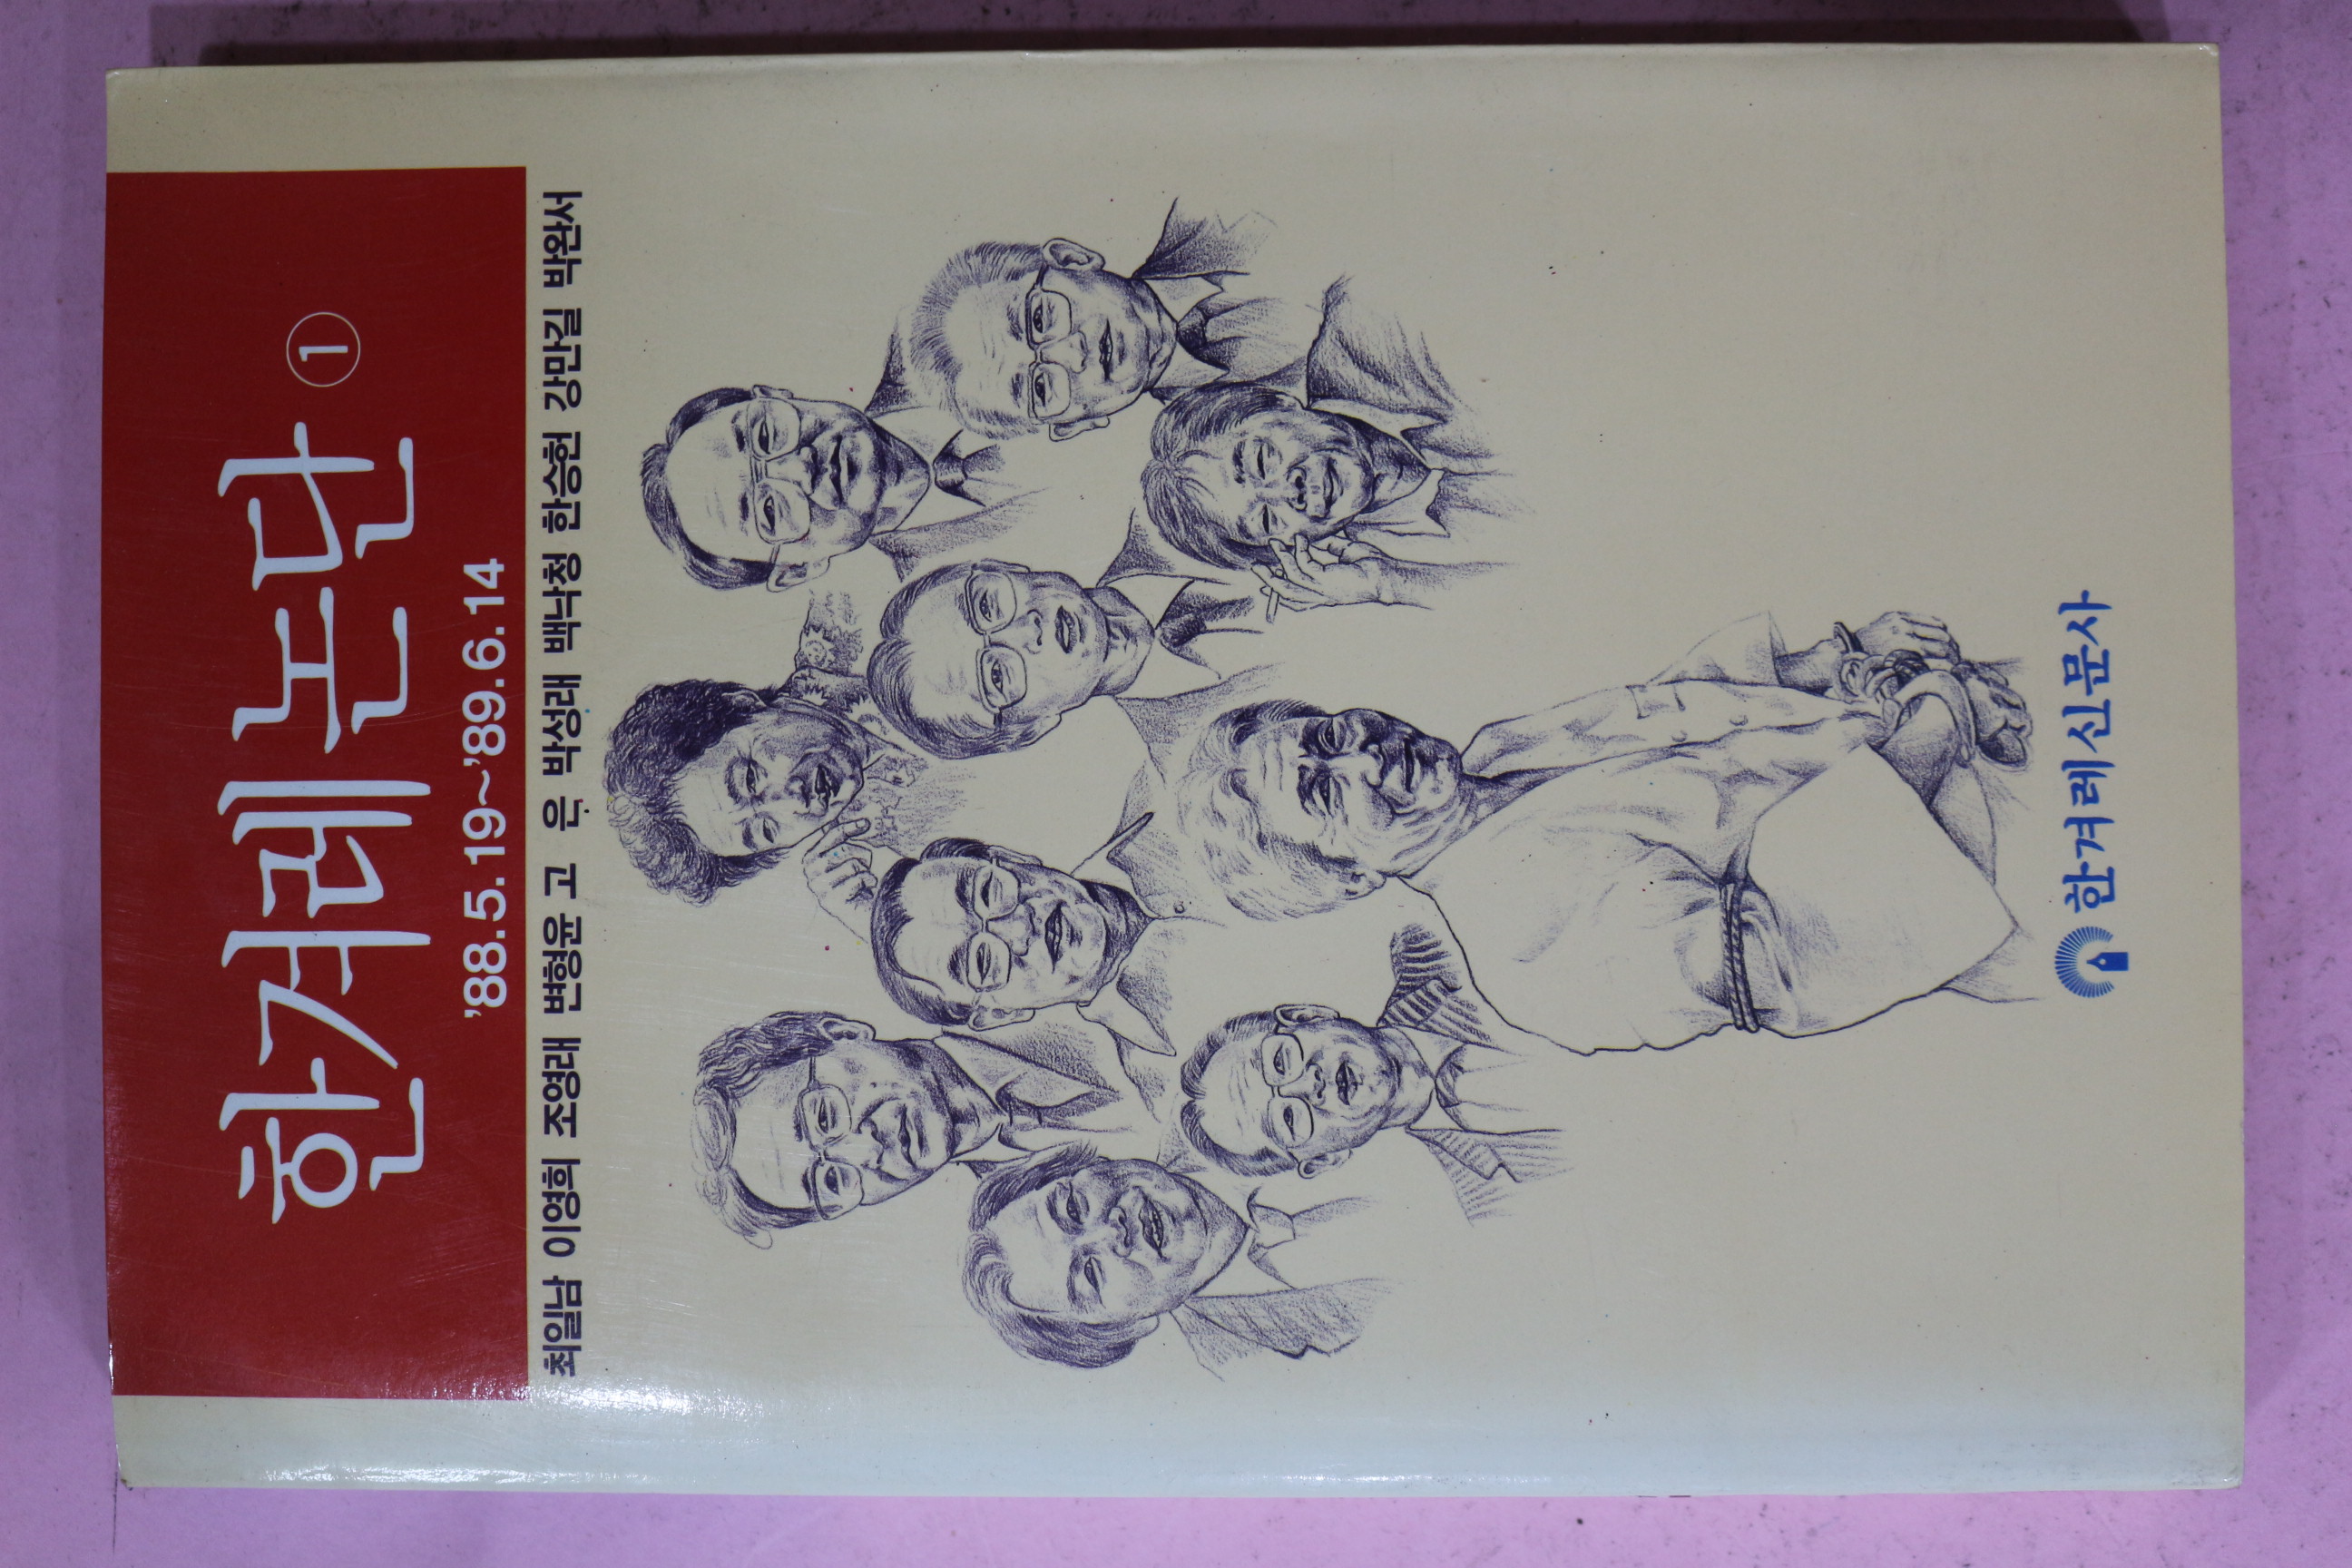 한겨레논단 ①
'88.5.19~'89.6.14
최일남 이영희 조영래 변형윤 고 은 박성래 백낙청 한승헌 강만길 박완서
한겨레신문사